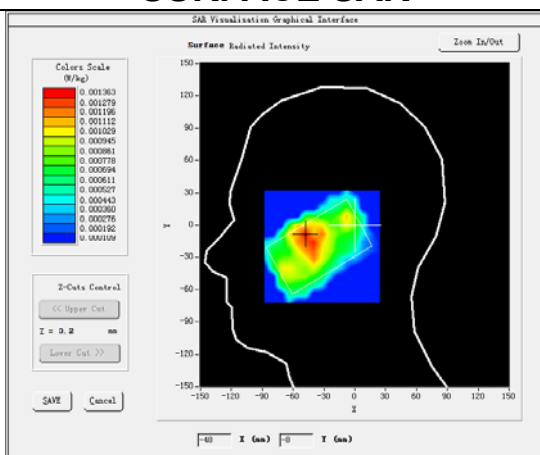 SAR Visualisation Graphical Interface
Surface Radiated Intensity
Zoom In/Out
Colors Scale
(W/kg)
0.001363
0.001279
0.001196
0.001112
0.001029
0.000945
0.000861
0.000778
0.000694
0.000611
0.000527
0.000443
0.000360
0.000276
0.000192
0.000109
150
120
90
60
30
0
-30
-60
-90
-120
-150
Y
-150 -120 -90 -60 -30 0 30 60 90 120 150
X
Z-Cuts Control
<< Upper Cut
Z = 3.2 mm
Lower Cut >>
SAVE Cancel
-40 X (mm) -8 Y (mm)